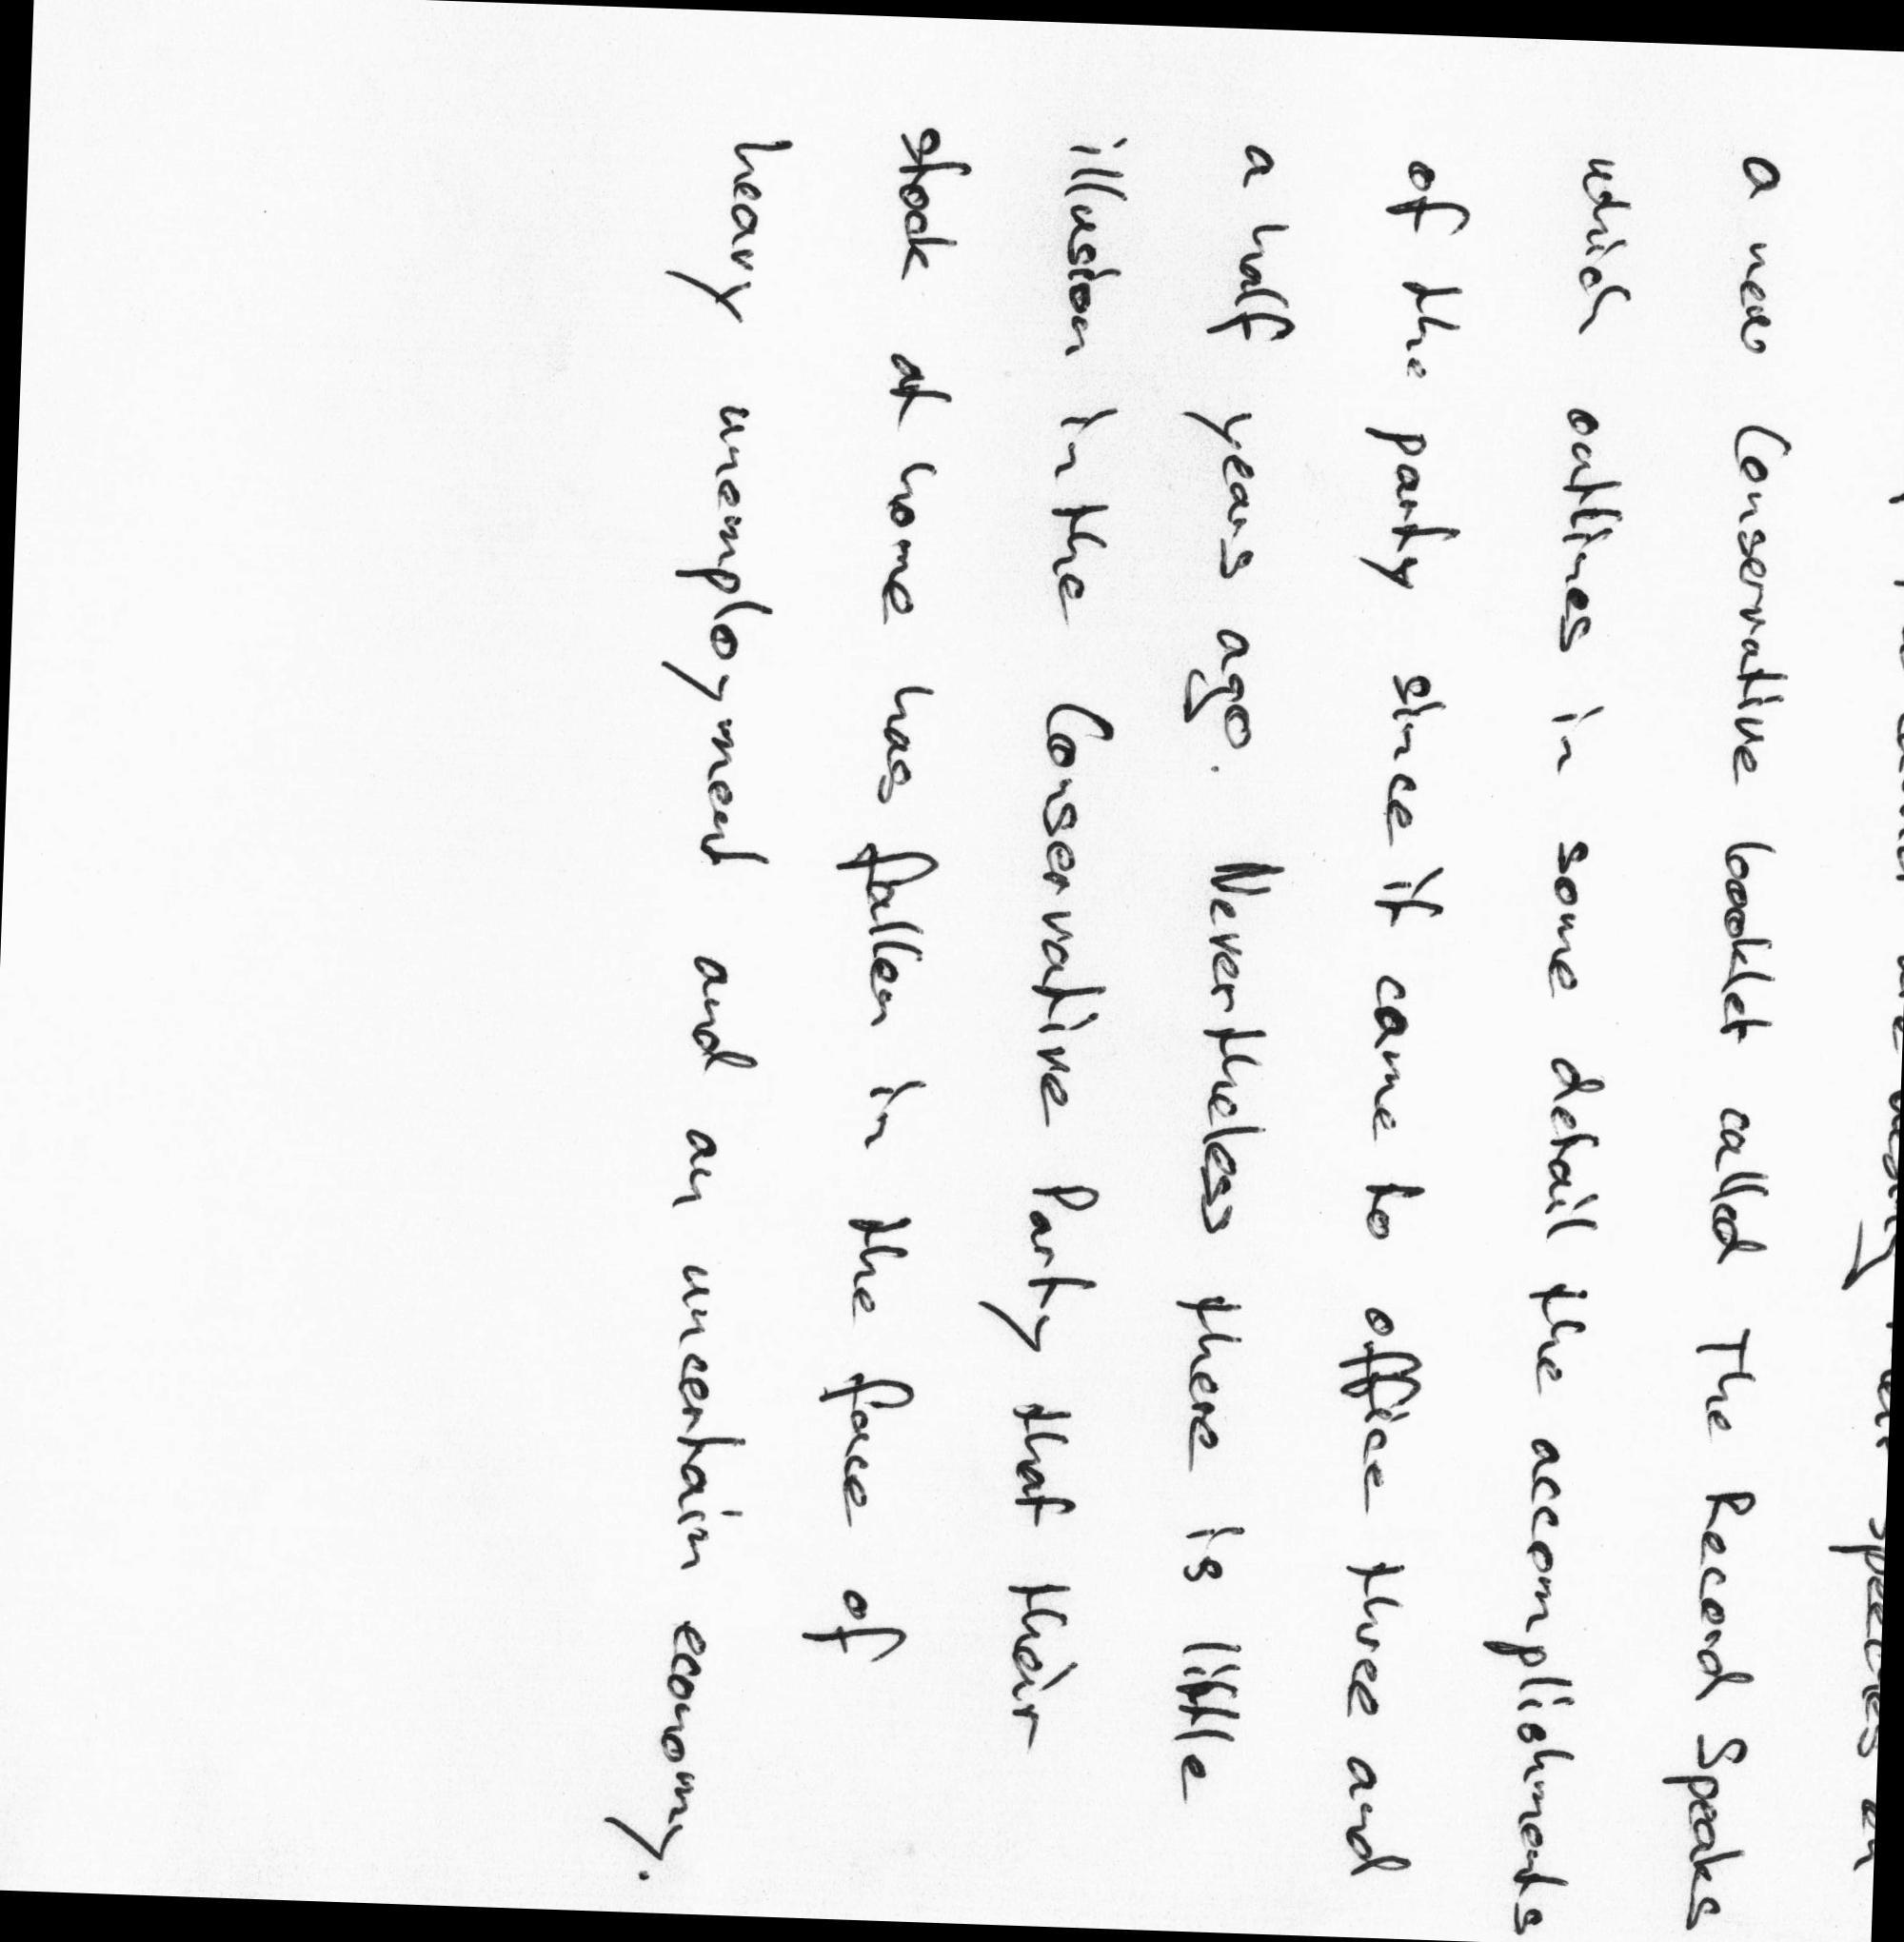 speeches on
a new Conservative booklet called The Record Speaks
which outlines in some detail the accomplishments
of the party since it came to office three and
a half years ago. Nevertheless there is little
illusion in the Conservative Party that their
stock at home has fallen in the face of
heavy unemployment and an uncertain economy.